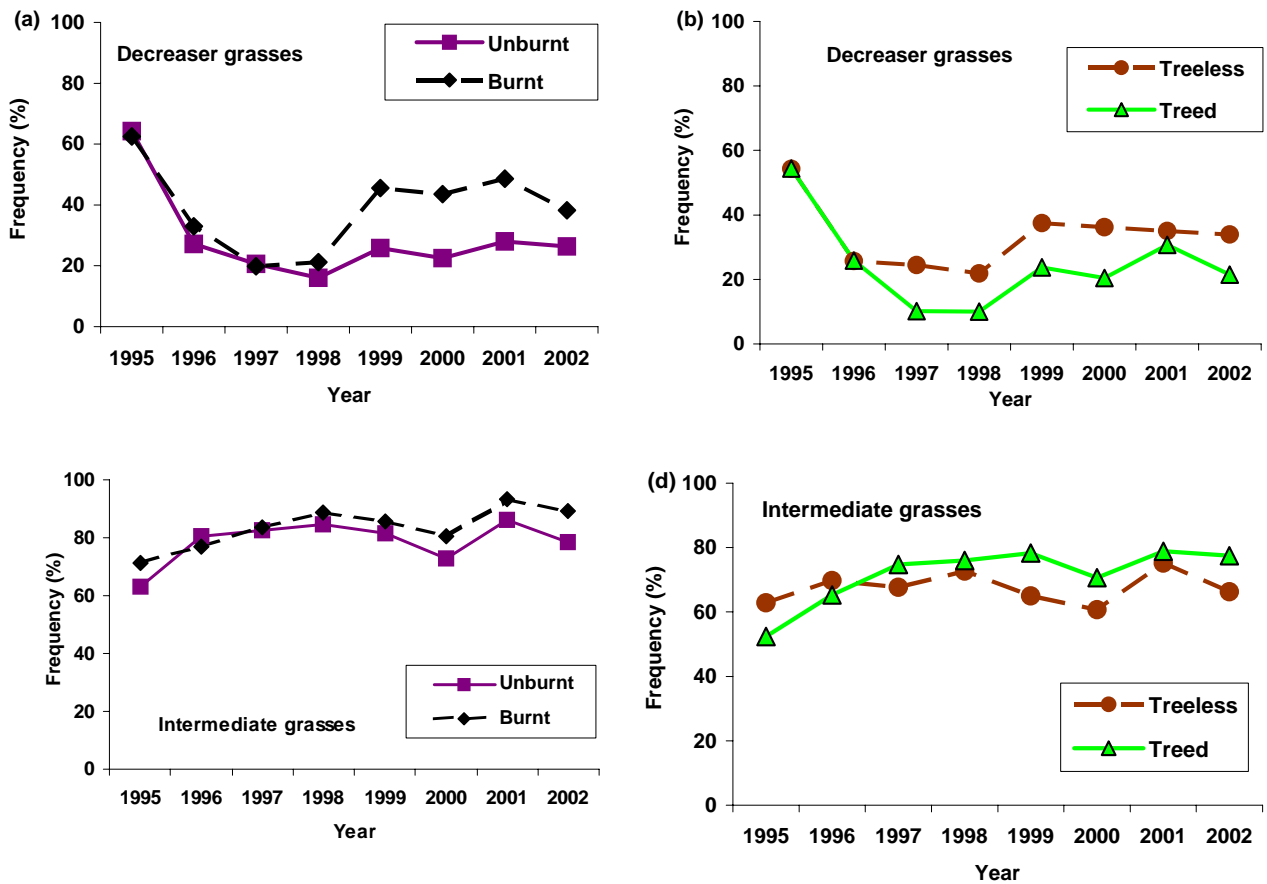 (a)
Decreaser grasses
Unburnt
Burnt
Frequency (%)
100
80
60
40
20
0
1995 1996 1997 1998 1999 2000 2001 2002
Year
(b)
Decreaser grasses
Treeless
Treed
Frequency (%)
100
80
60
40
20
0
1995 1996 1997 1998 1999 2000 2001 2002
Year
Intermediate grasses
Unburnt
Burnt
Frequency (%)
100
80
60
40
20
0
1995 1996 1997 1998 1999 2000 2001 2002
Year
(d)
Intermediate grasses
Treeless
Treed
Frequency (%)
100
80
60
40
20
0
1995 1996 1997 1998 1999 2000 2001 2002
Year